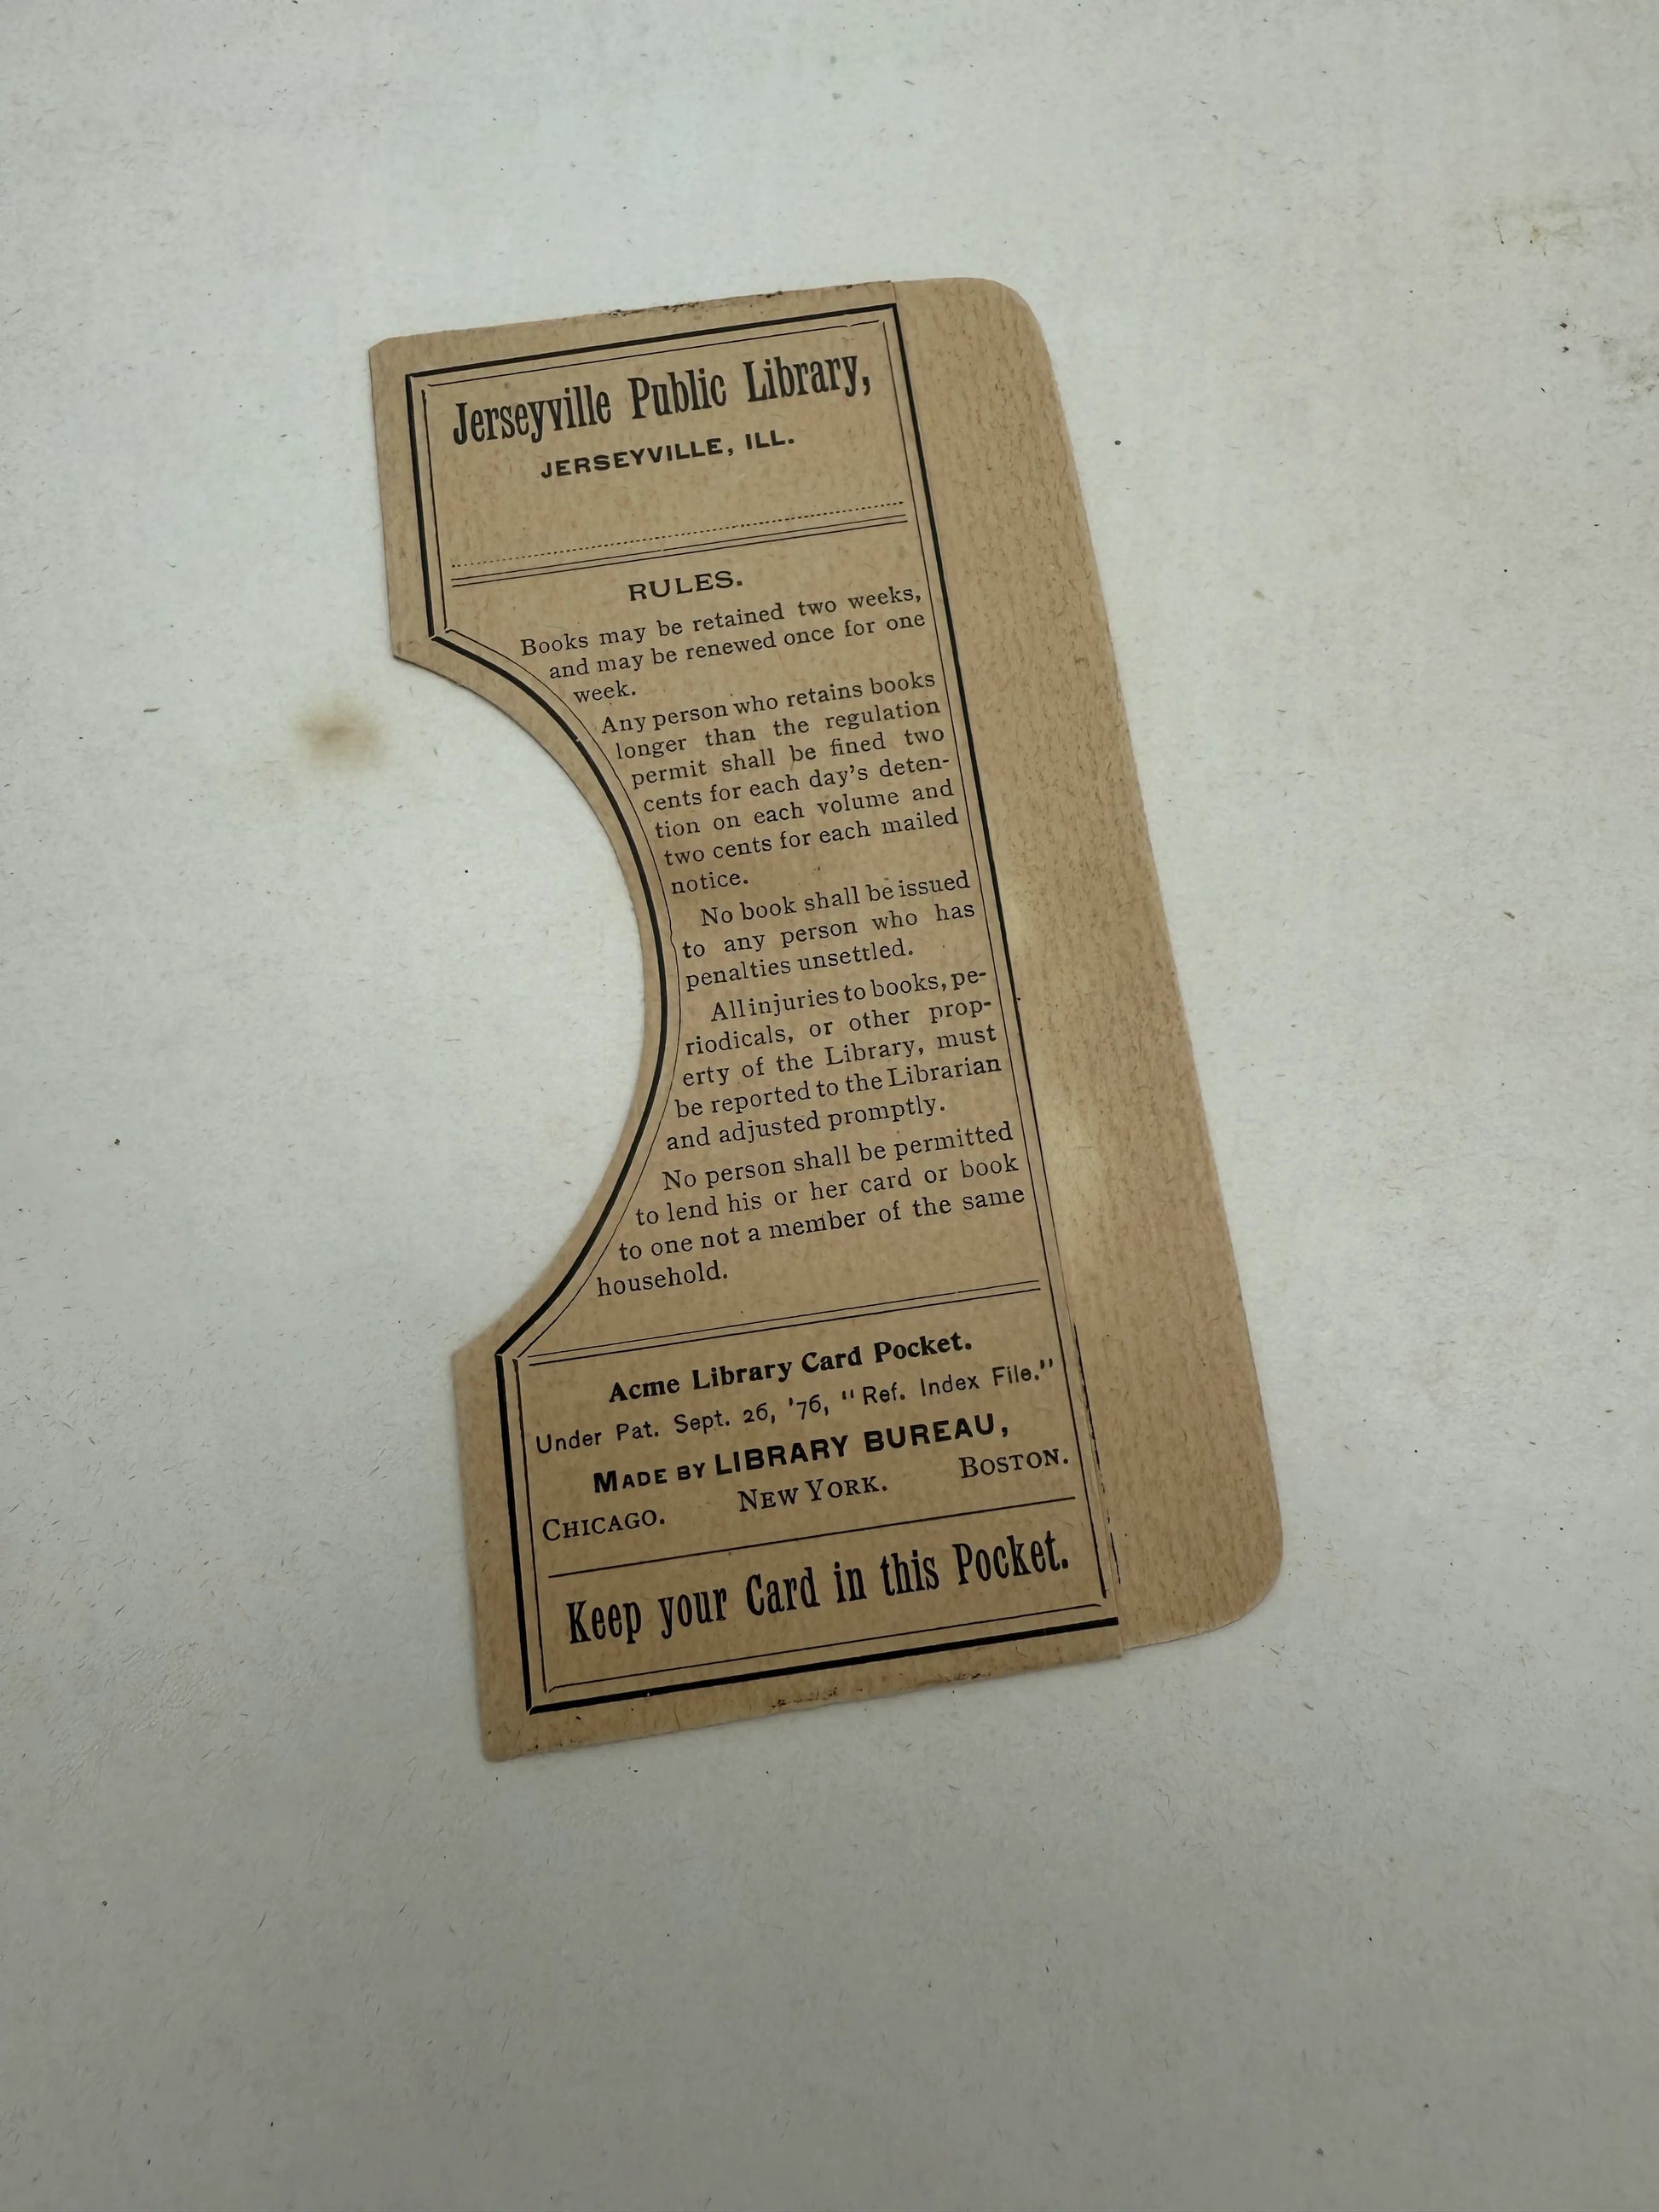 Jerseyville Public Library,
JERSEYVILLE, ILL.
RULES.
Books may be retained two weeks,
and may be renewed once for one
week.
Any person who retains books
longer than the regulation
permit shall be fined two
cents for each day's deten-
tion on each volume and
two cents for each mailed
notice.
No book shall be issued
to any person who has
penalties unsettled.
All injuries to books, pe-
riodicals, or other prop-
erty of the Library, must
be reported to the Librarian
and adjusted promptly.
No person shall be permitted
to lend his or her card or book
to one not a member of the same
household.
Acme Library Card Pocket.
Under Pat. Sept. 26, '76, "Ref. Index File."
MADE BY LIBRARY BUREAU,
CHICAGO. NEW YORK. BOSTON.
Keep your Card in this Pocket.